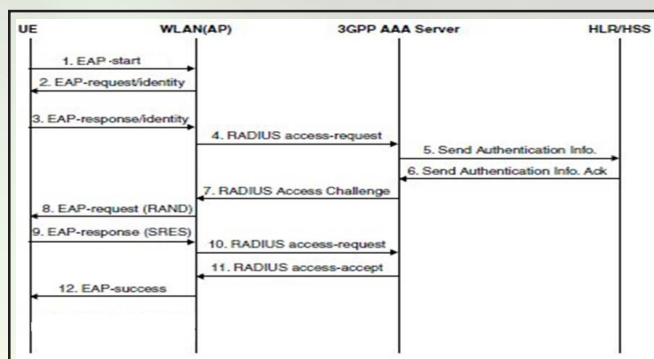 UE WLAN(AP) 3GPP AAA Server HLR/HSS
1. EAP-start
2. EAP-request/identity
3. EAP-response/identity
4. RADIUS access-request
5. Send Authentication Info.
6. Send Authentication Info. Ack
7. RADIUS Access Challenge
8. EAP-request (RAND)
9. EAP-response (SRES)
10. RADIUS access-request
11. RADIUS access-accept
12. EAP-success